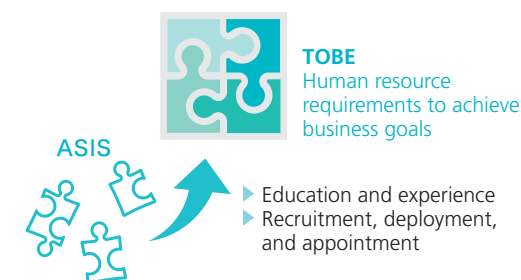 TOBE
Human resource
requirements to achieve
business goals
ASIS
Education and experience
Recruitment, deployment,
and appointment